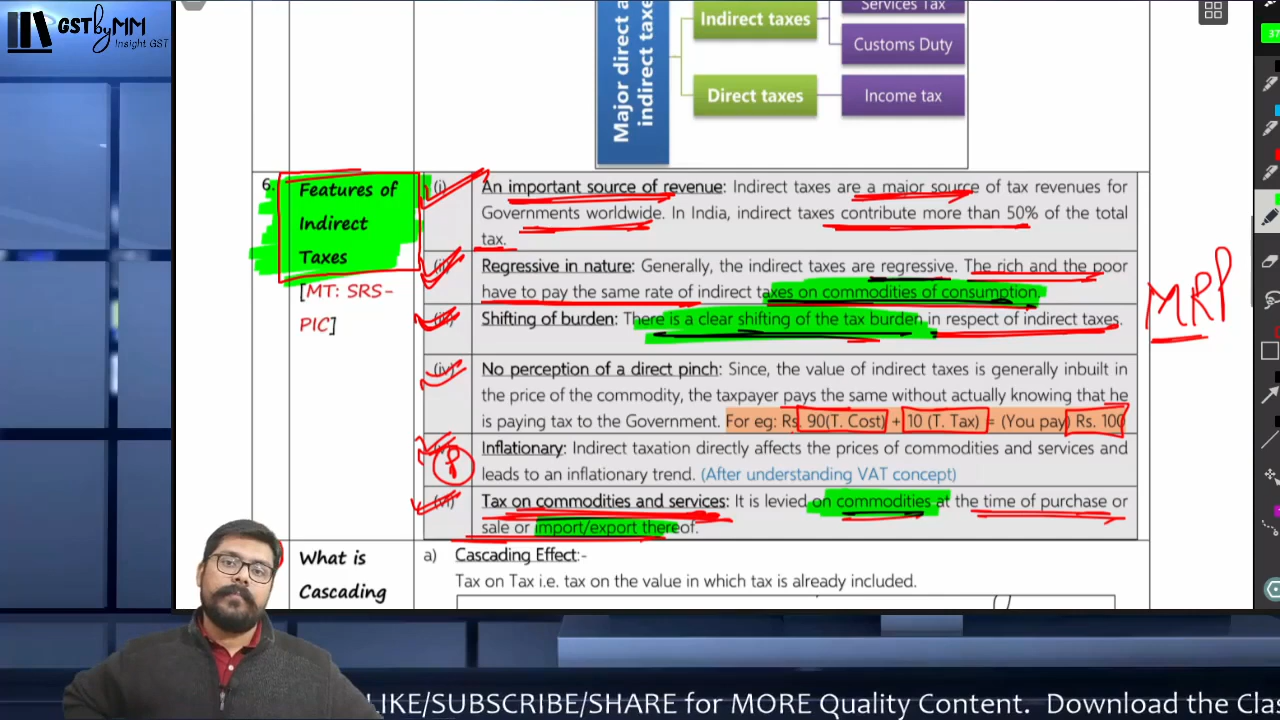 GSTbyMM
Insight GST
Major direct a
indirect taxe
Indirect taxes
Services Tax
Customs Duty
Direct taxes
Income tax
6.
Features of
Indirect
Taxes
[MT: SRS-
PIC]
(i) An important source of revenue: Indirect taxes are a major source of tax revenues for
Governments worldwide. In India, indirect taxes contribute more than 50% of the total
tax.
(ii) Regressive in nature: Generally, the indirect taxes are regressive. The rich and the poor
have to pay the same rate of indirect taxes on commodities of consumption.
Shifting of burden: There is a clear shifting of the tax burden in respect of indirect taxes.
(iv) No perception of a direct pinch: Since, the value of indirect taxes is generally inbuilt in
the price of the commodity, the taxpayer pays the same without actually knowing that he
is paying tax to the Government. For eg: Rs. 90(T. Cost) + 10 (T. Tax) = (You pay) Rs. 100
Inflationary: Indirect taxation directly affects the prices of commodities and services and
leads to an inflationary trend. (After understanding VAT concept)
(vi) Tax on commodities and services: It is levied on commodities at the time of purchase or
sale or import/export thereof.
MRP
P
What is
Cascading
a) Cascading Effect:-
Tax on Tax i.e. tax on the value in which tax is already included.
LIKE/SUBSCRIBE/SHARE for MORE Quality Content. Download the Clas
37